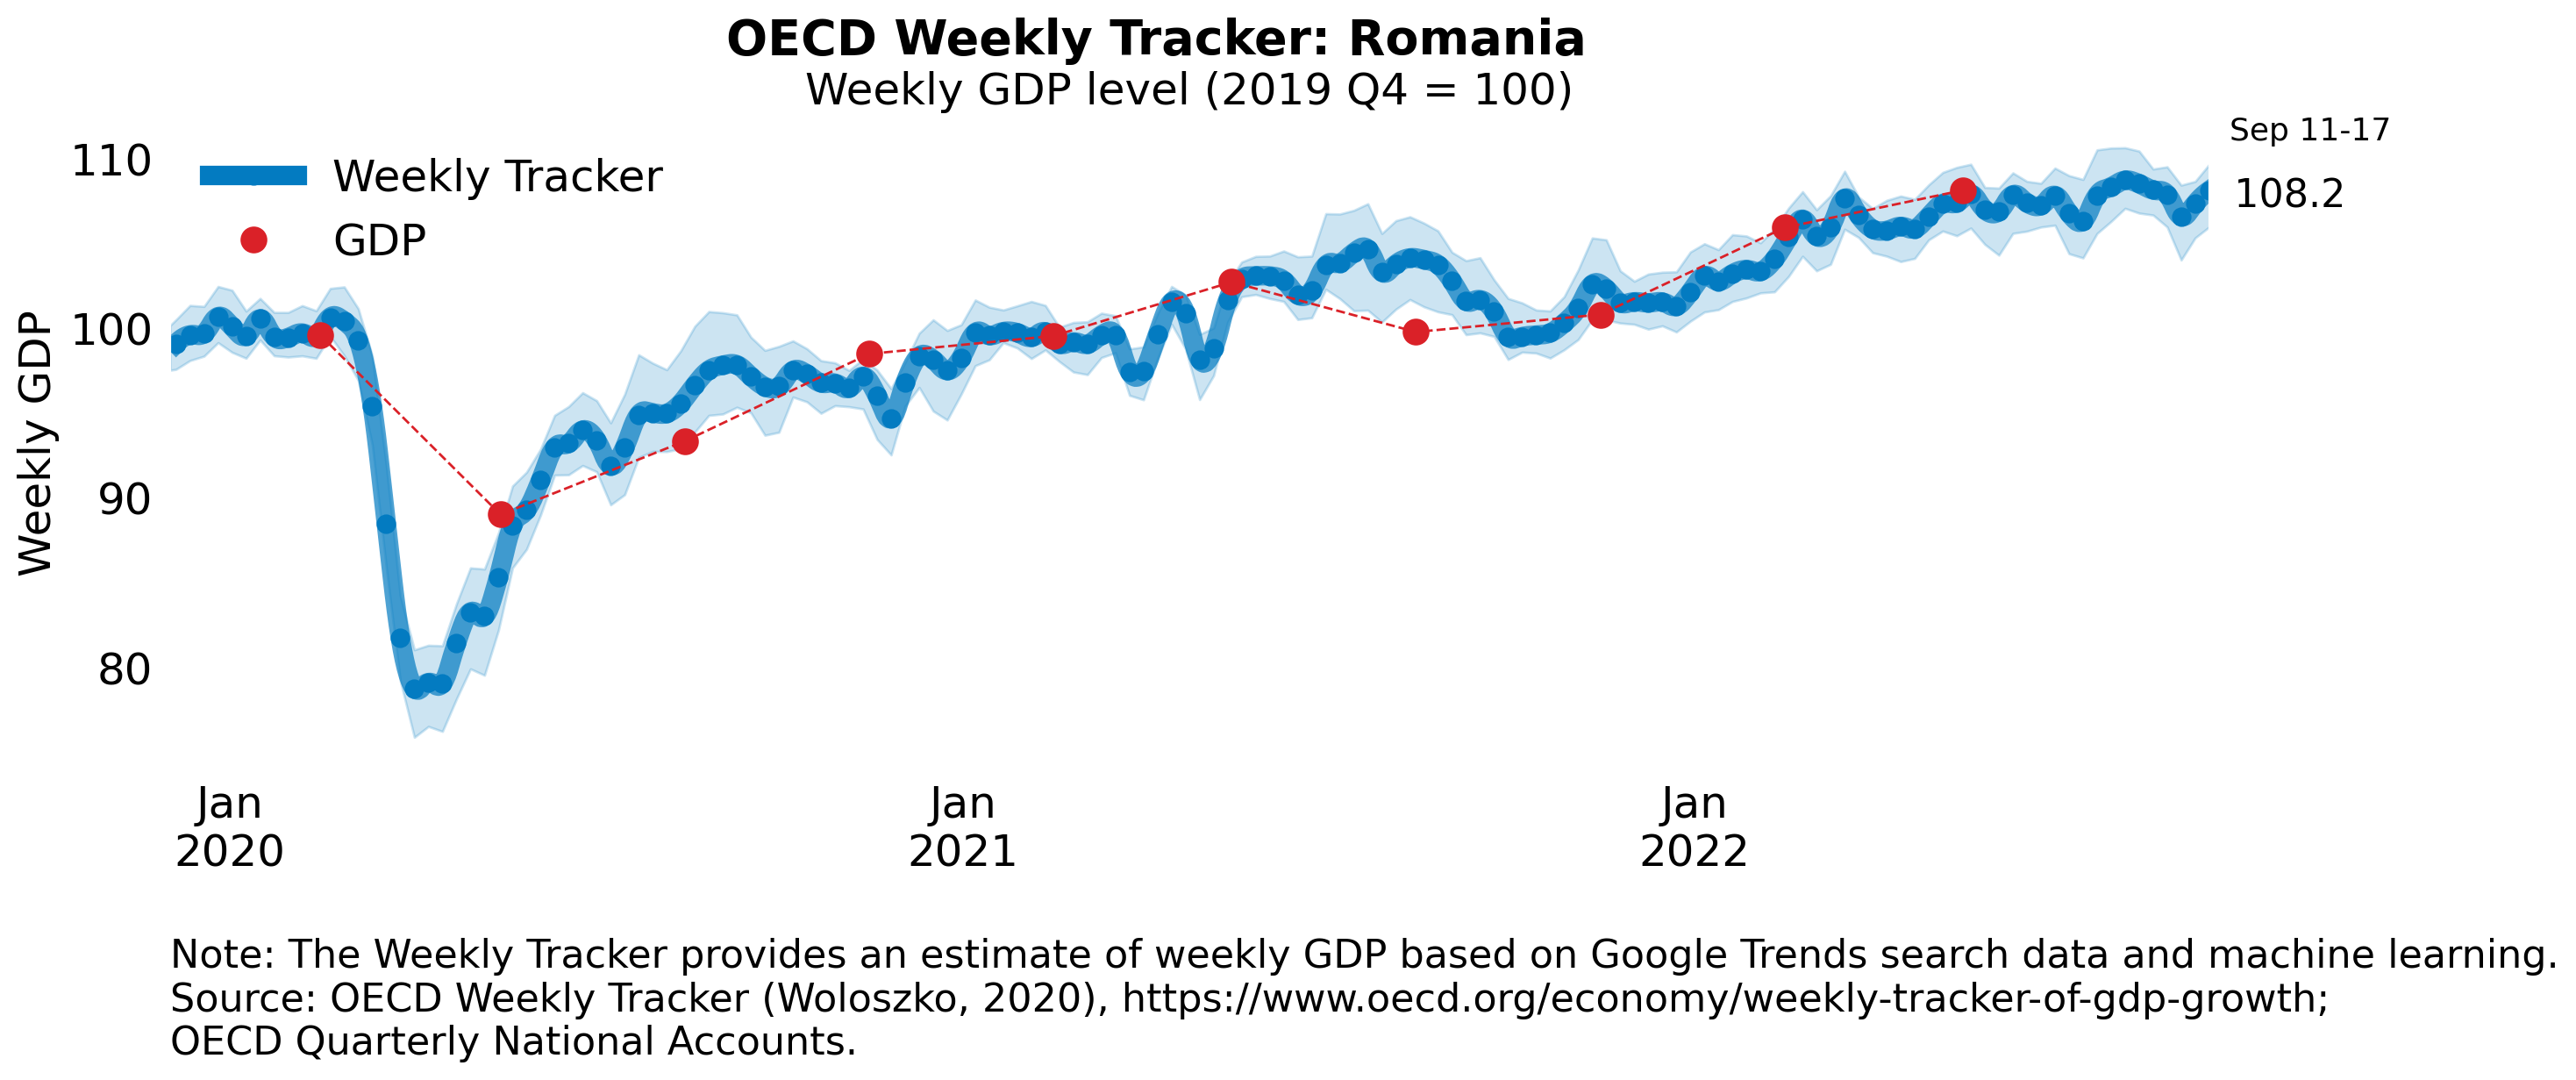 OECD Weekly Tracker: Romania
Weekly GDP level (2019 Q4 = 100)
Sep 11-17
108.2
Weekly Tracker
GDP
Weekly GDP
110
100
90
80
Jan
2020
Jan
2021
Jan
2022
Note: The Weekly Tracker provides an estimate of weekly GDP based on Google Trends search data and machine learning.
Source: OECD Weekly Tracker (Woloszko, 2020), https://www.oecd.org/economy/weekly-tracker-of-gdp-growth;
OECD Quarterly National Accounts.